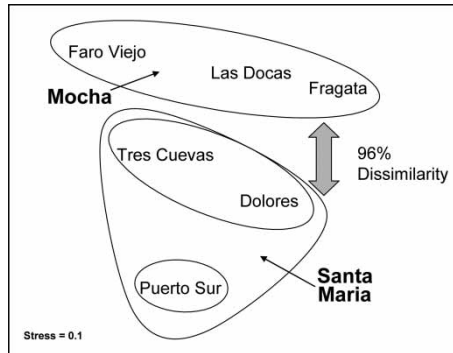 Faro Viejo
Las Docas
Fragata
Mocha
96%
Dissimilarity
Tres Cuevas
Dolores
Puerto Sur
Santa
Maria
Stress = 0.1